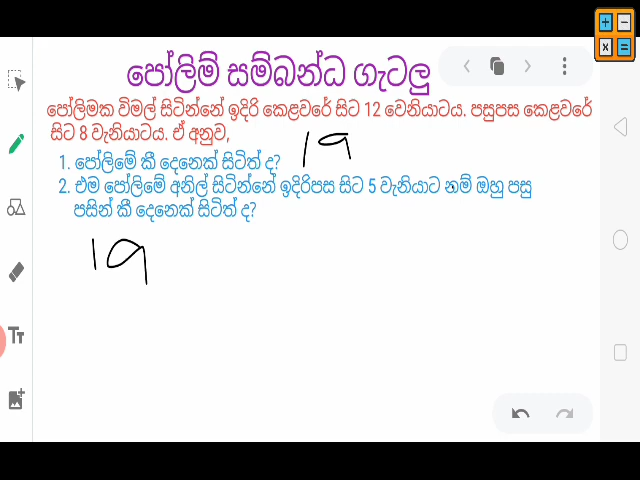 පෝලිම් සම්බන්ධ ගැටලු
පෝලිමක විමල් සිටින්නේ ඉදිරි කෙළවරේ සිට 12 වෙනියාටය. පසුපස කෙළවරේ
සිට 8 වැනියාටය. ඒ අනුව,
1. පෝලිමේ කී දෙනෙක් සිටිත් ද? 19
2. එම පෝලිමේ අනිල් සිටින්නේ ඉදිරිපස සිට 5 වැනියාට නම් ඔහු පසු
පසින් කී දෙනෙක් සිටිත් ද?
19